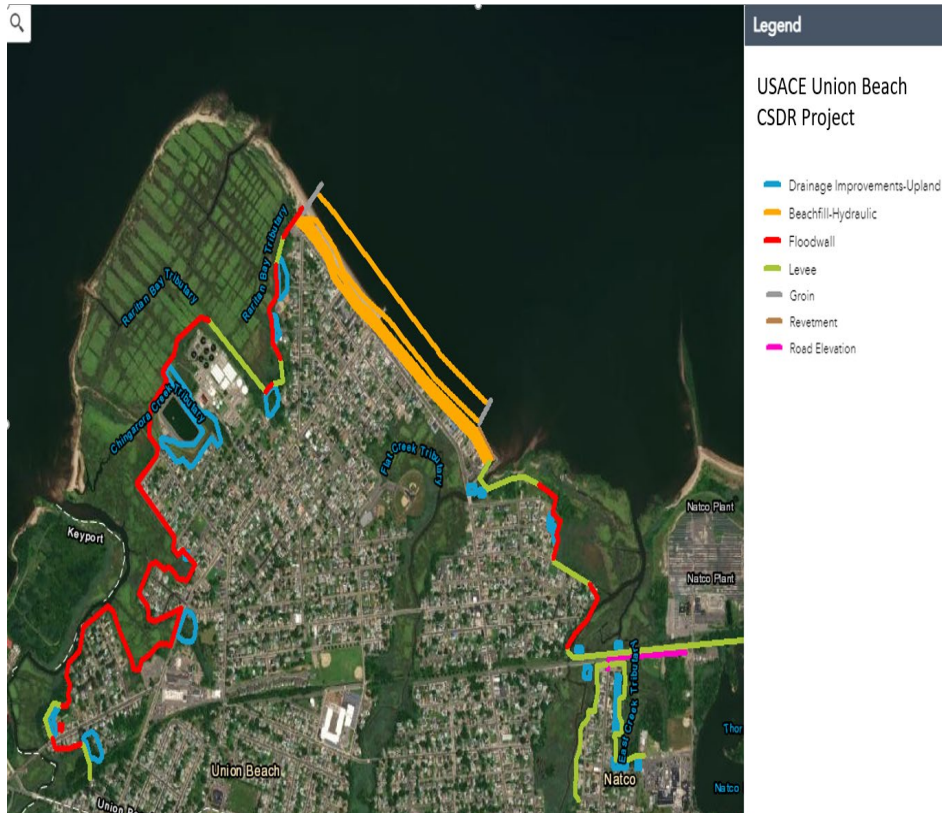 Legend
USACE Union Beach
CSDR Project
Drainage Improvements-Upland
Beachfill-Hydraulic
Floodwall
Levee
Groin
Revetment
Road Elevation
Raritan Bay Tributary
Raritan Bay Tributary
Chingarora Creek Tributary
Flat Creek Tributary
Keyport
Natco Plant
Natco Plant
East Creek Tributary
Thor
Union Beach
Natco
Natco
Union